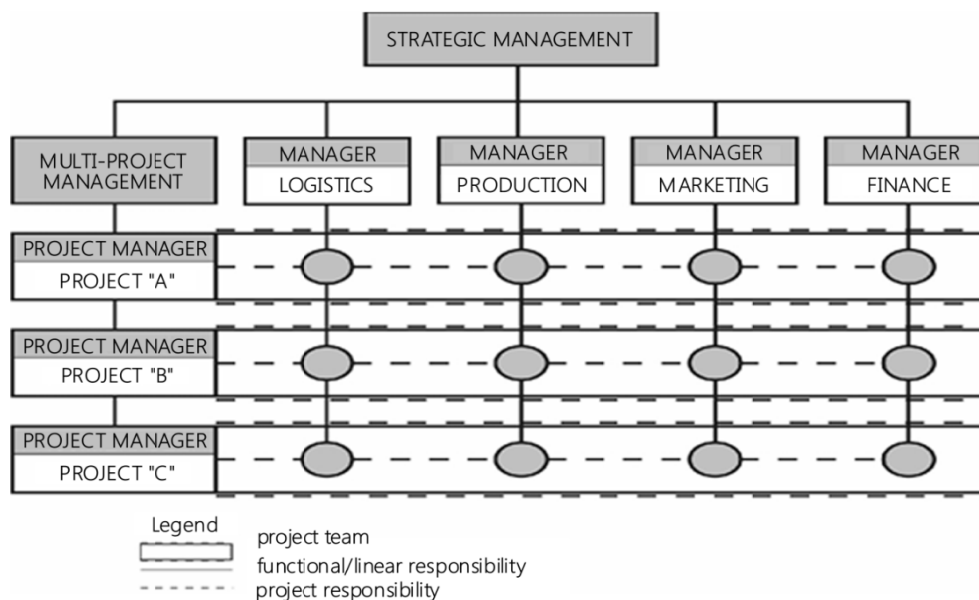 STRATEGIC MANAGEMENT
MULTI-PROJECT
MANAGEMENT
MANAGER
LOGISTICS
MANAGER
PRODUCTION
MANAGER
MARKETING
MANAGER
FINANCE
PROJECT MANAGER
PROJECT "A"
PROJECT MANAGER
PROJECT "B"
PROJECT MANAGER
PROJECT "C"
Legend
project team
functional/linear responsibility
project responsibility